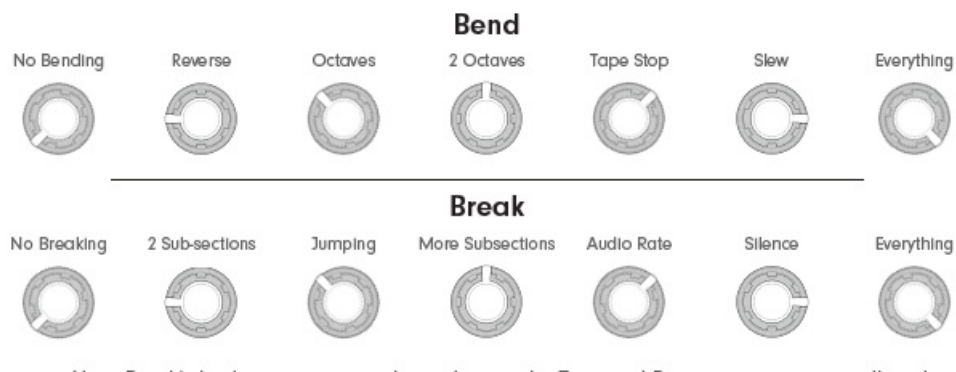 Bend
No Bending Reverse Octaves 2 Octaves Tape Stop Slew Everything
Break
No Breaking 2 Sub-sections Jumping More Subsections Audio Rate Silence Everything